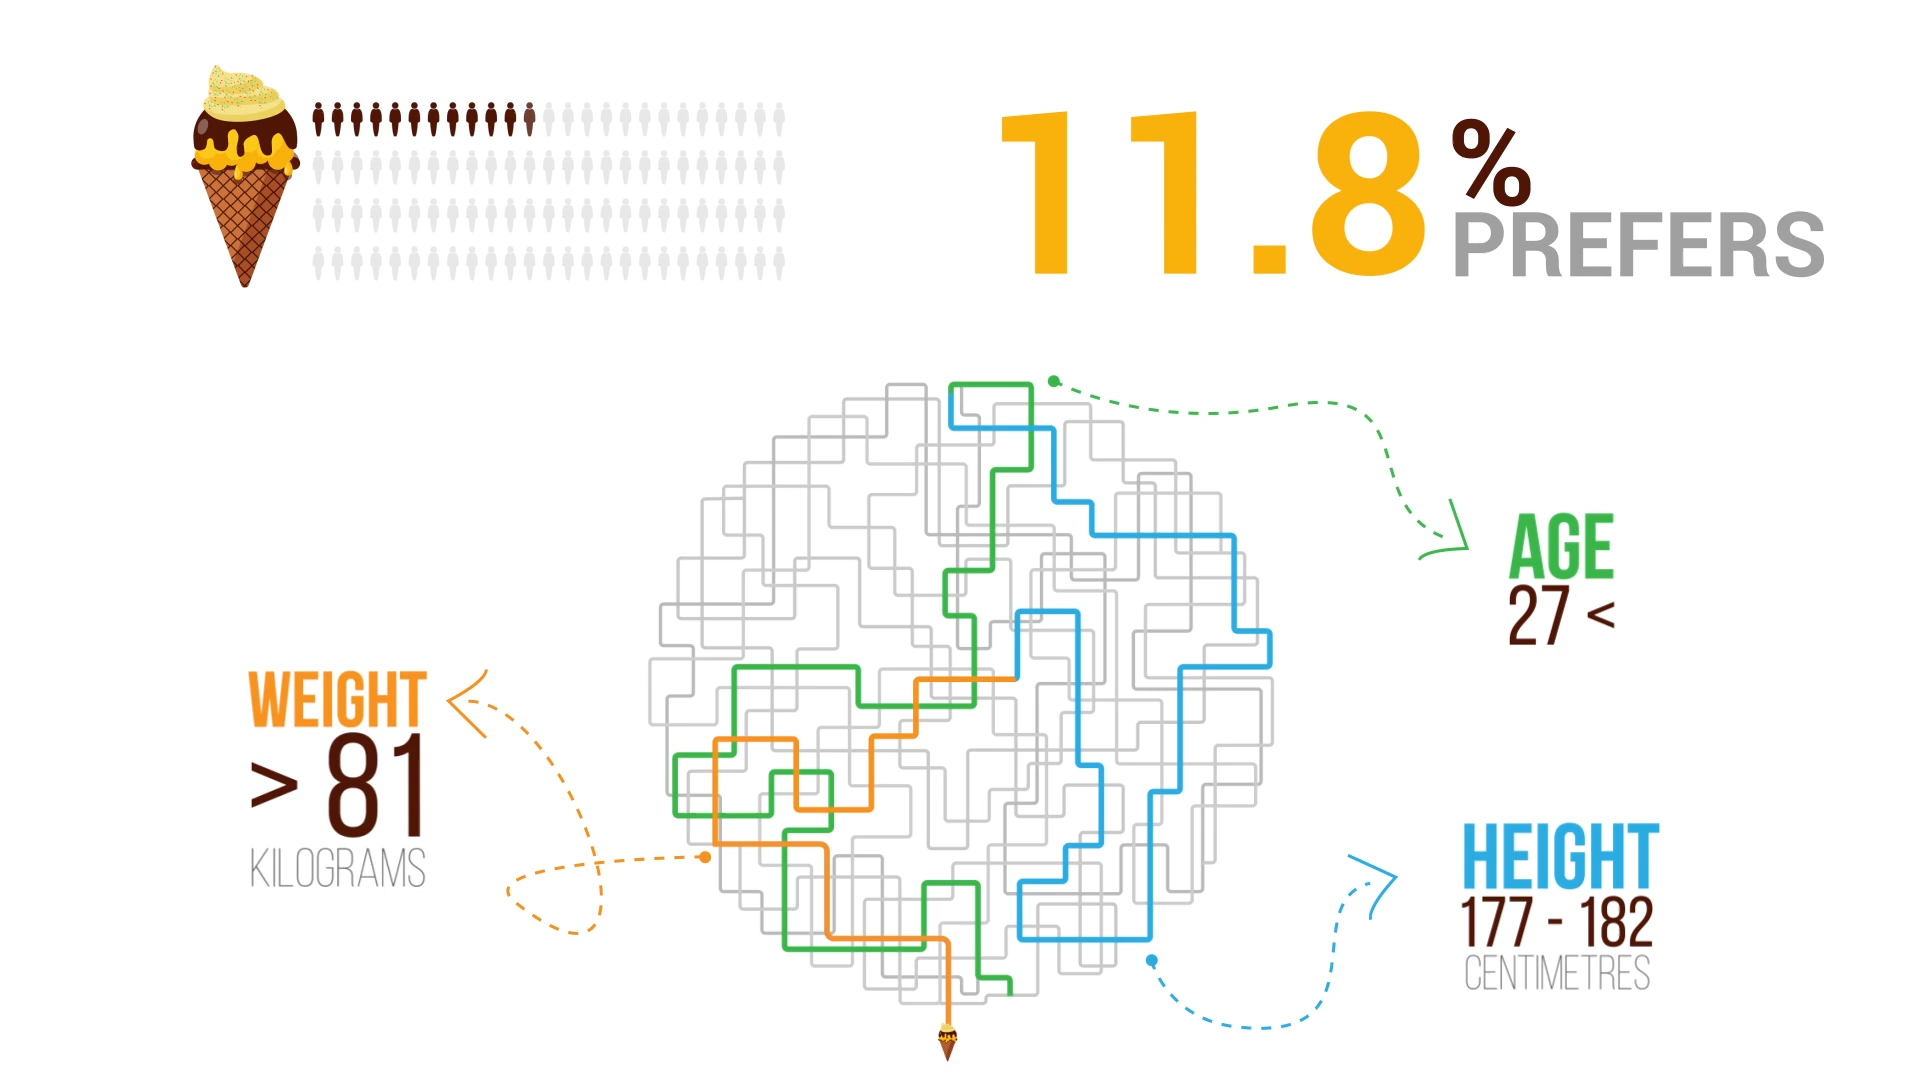 11.8%
PREFERS
AGE
27 <
WEIGHT
> 81
KILOGRAMS
HEIGHT
177 - 182
CENTIMETRES